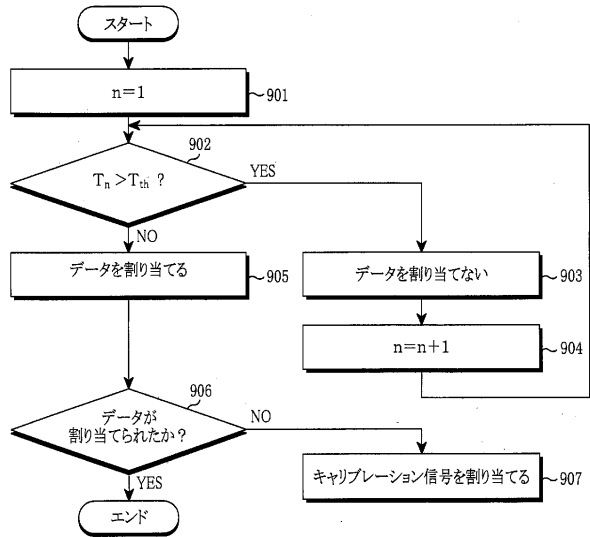 スタート
n=1
901
902
Tn>Tth ?
YES
NO
データを割り当てる
905
データを割り当てない
903
n=n+1
904
906
データが
割り当てられたか?
NO
YES
キャリブレーション信号を割り当てる
907
エンド